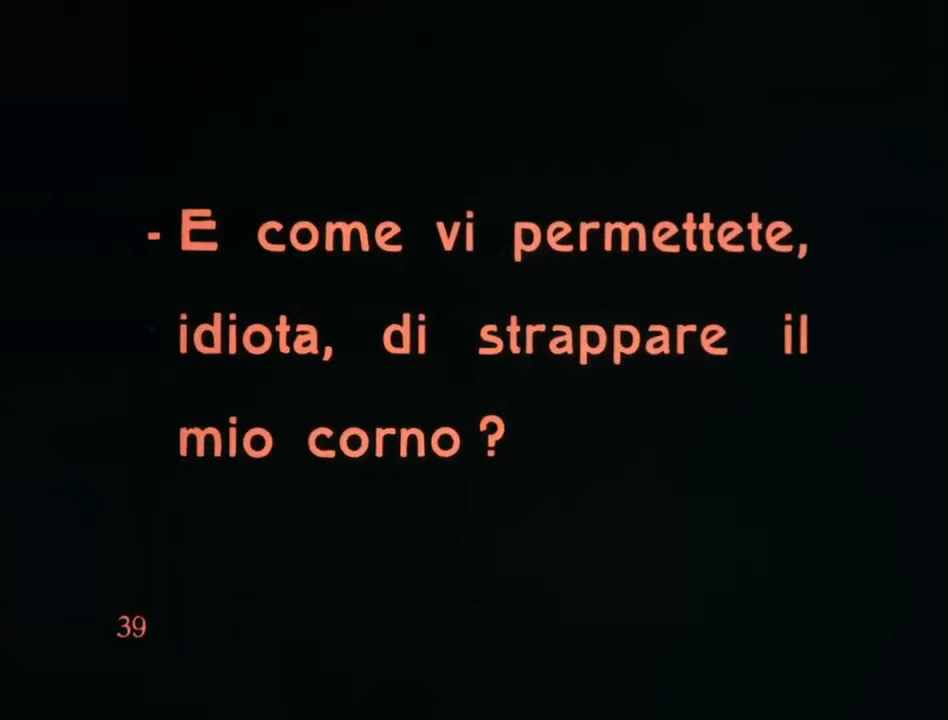 - E come vi permettete,
idiota, di strappare il
mio corno ?
39